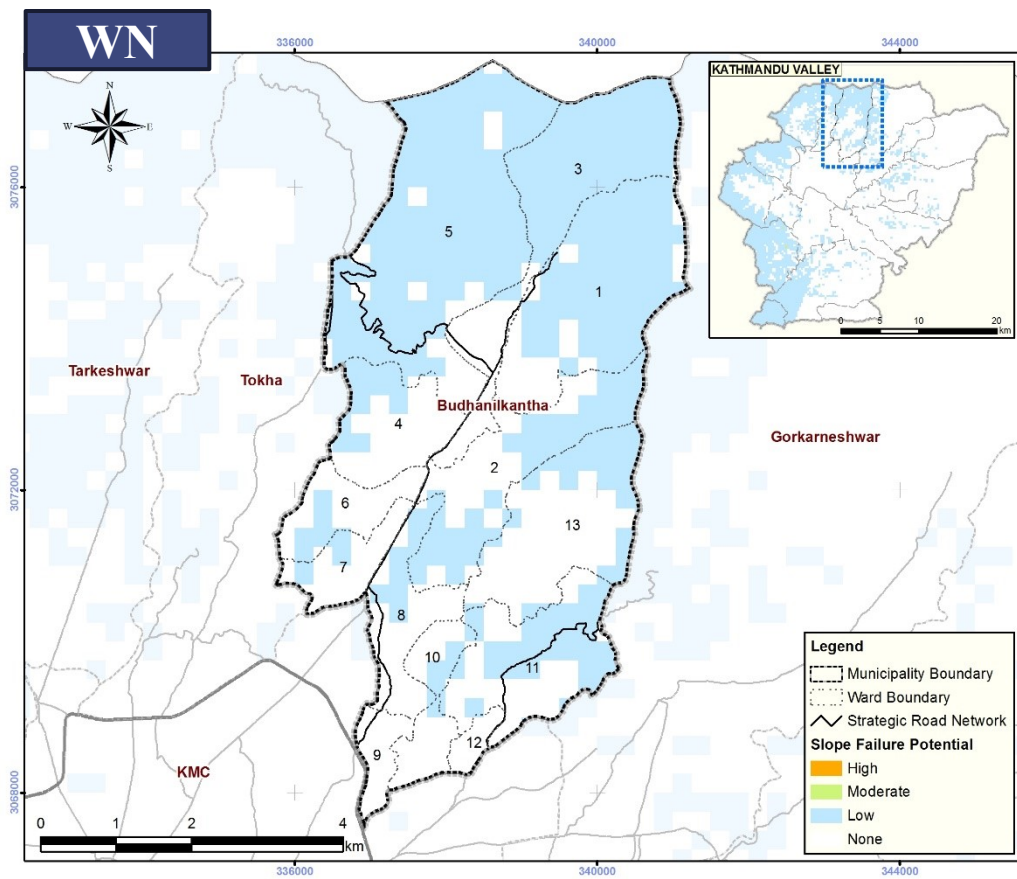 WN
336000
340000
344000
N
W
E
S
KATHMANDU VALLEY
0
5
10
20
km
3076000
3
5
1
Tarkeshwar
Tokha
Budhanilkantha
4
Gorkarneshwar
2
3072000
6
13
7
8
10
11
12
9
KMC
3068000
Legend
Municipality Boundary
Ward Boundary
Strategic Road Network
Slope Failure Potential
High
Moderate
Low
None
0
1
2
4
km
336000
340000
344000